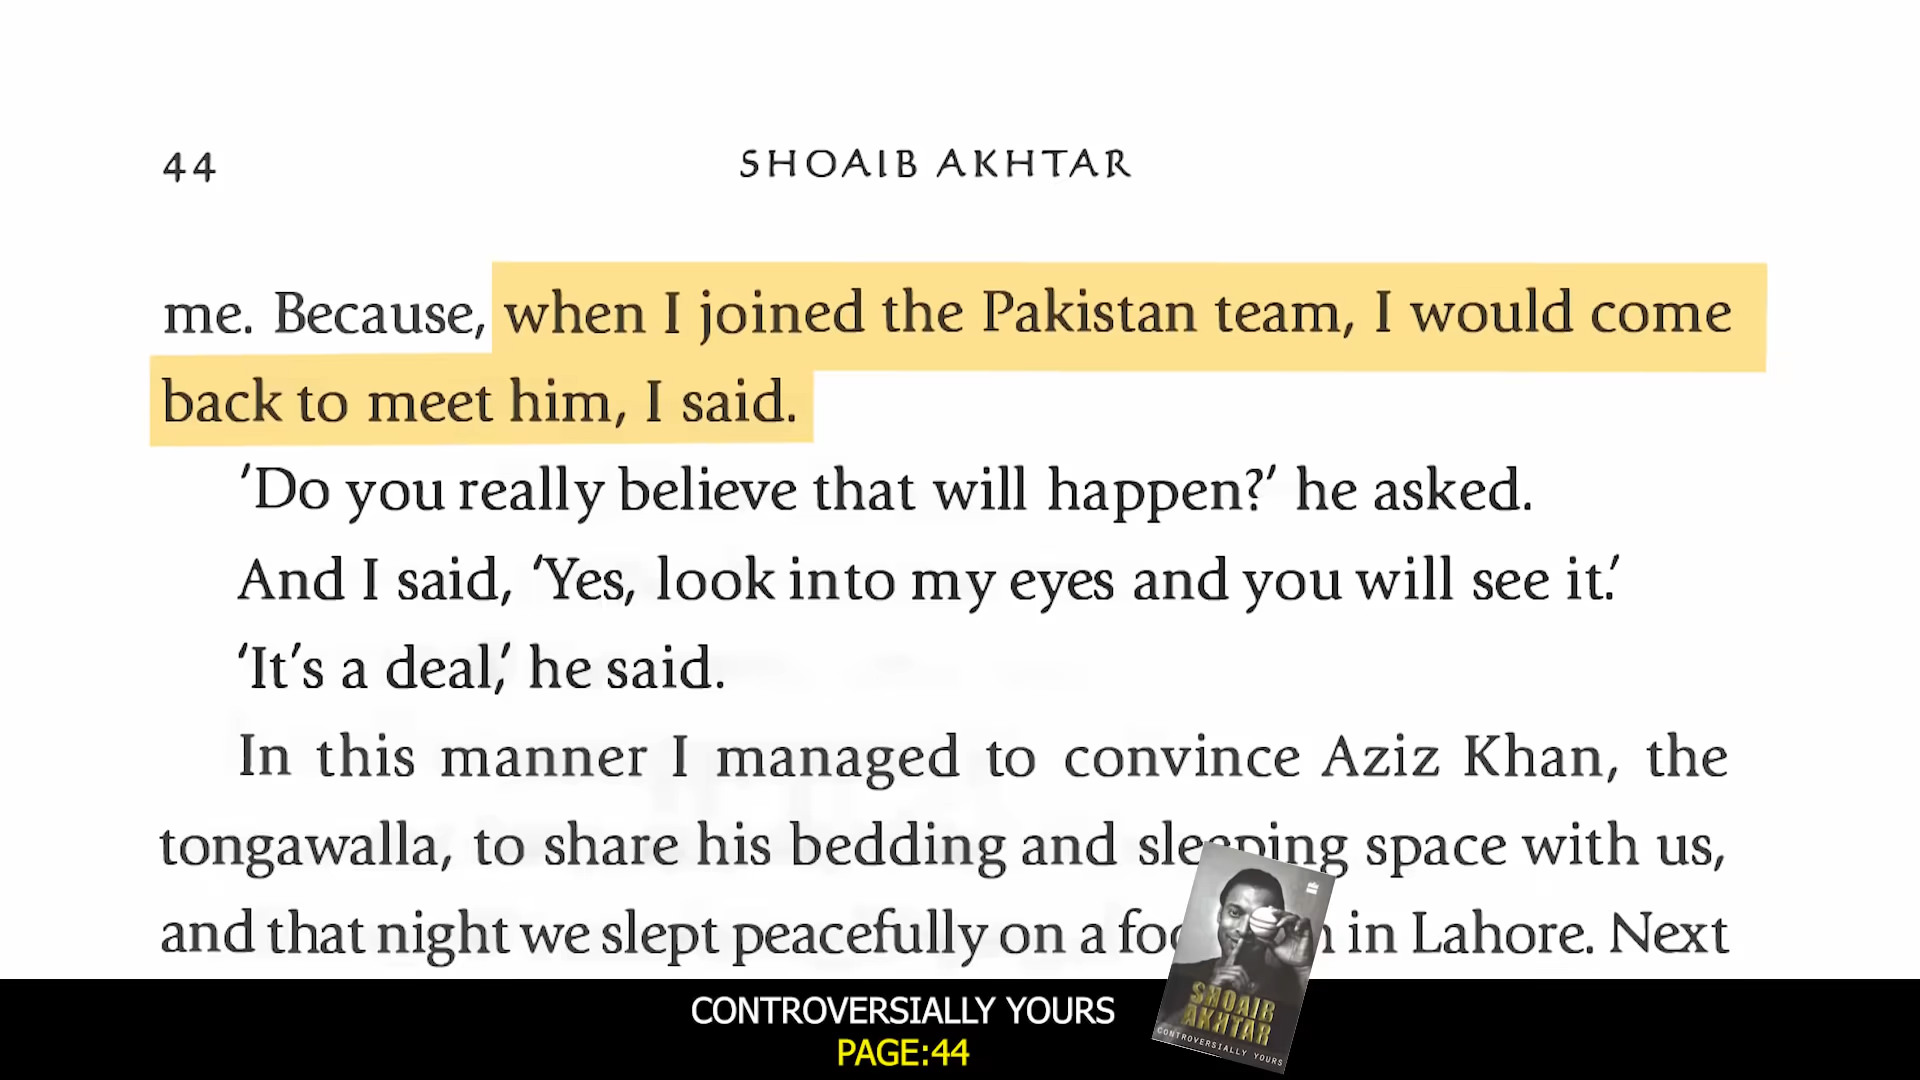 44
SHOAIB AKHTAR
me. Because, when I joined the Pakistan team, I would come
back to meet him, I said.
'Do you really believe that will happen?' he asked.
And I said, 'Yes, look into my eyes and you will see it.'
'It's a deal,' he said.
In this manner I managed to convince Aziz Khan, the
tongawalla, to share his bedding and sleeping space with us,
and that night we slept peacefully on a in Lahore. Next
SHOAIB
AKHTAR
CONTROVERSIALLY YOURS
CONTROVERSIALLY YOURS
PAGE:44